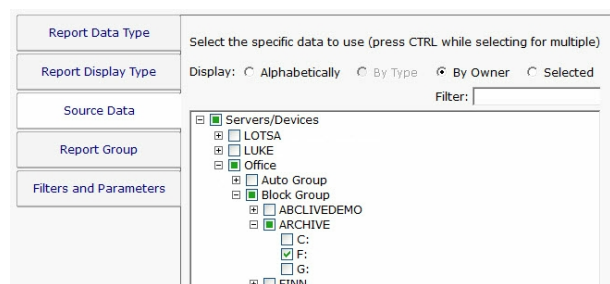 Report Data Type
Report Display Type
Source Data
Report Group
Filters and Parameters
Select the specific data to use (press CTRL while selecting for multiple)
Display: Alphabetically By Type By Owner Selected
Filter:
Servers/Devices
LOTSA
LUKE
Office
Auto Group
Block Group
ABCLIVEDEMO
ARCHIVE
C:
F:
G:
FINN